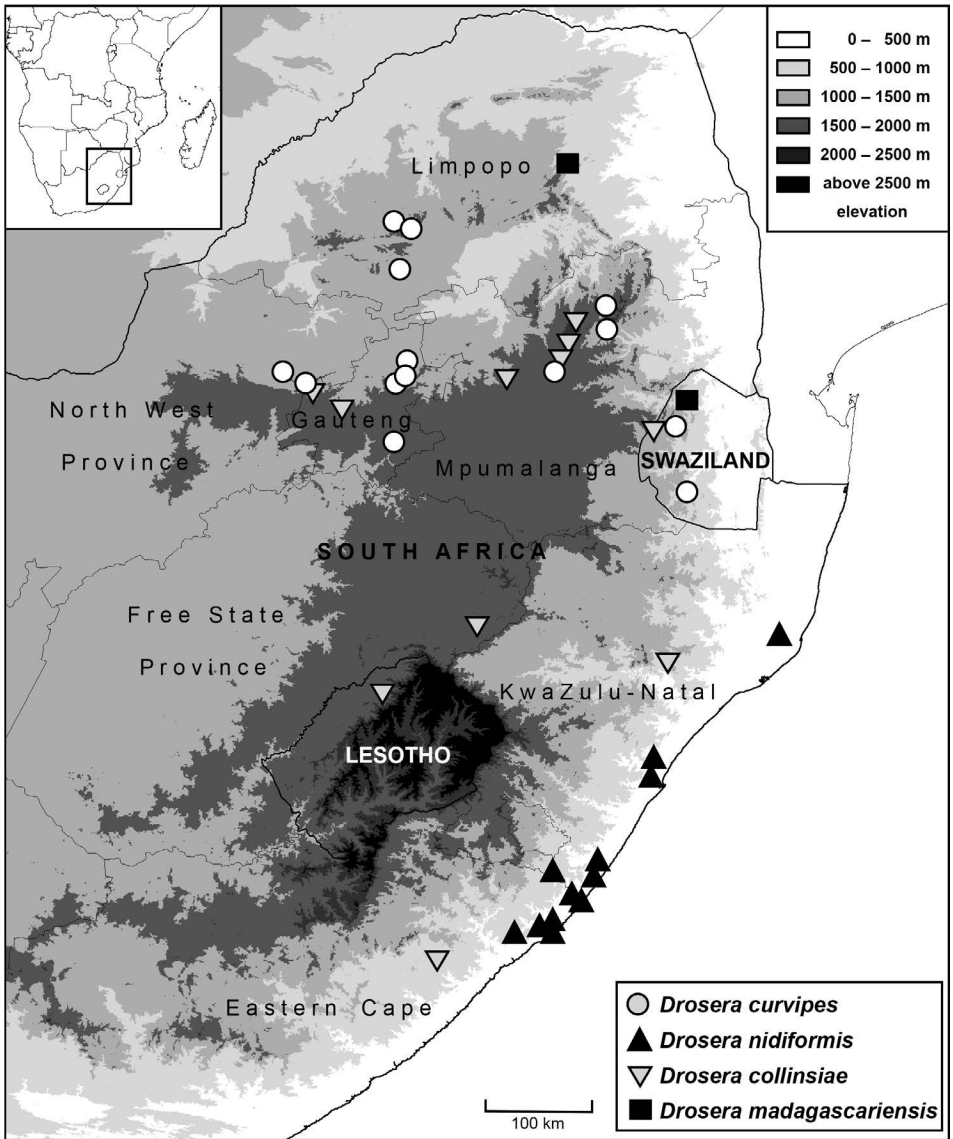 0 – 500 m
500 – 1000 m
1000 – 1500 m
1500 – 2000 m
2000 – 2500 m
above 2500 m
elevation
Limpopo
North West
Province
Gauteng
Mpumalanga
SWAZILAND
SOUTH AFRICA
Free State
Province
KwaZulu-Natal
LESOTHO
Eastern Cape
100 km
Drosera curvipes
Drosera nidiformis
Drosera collinsiae
Drosera madagascariensis